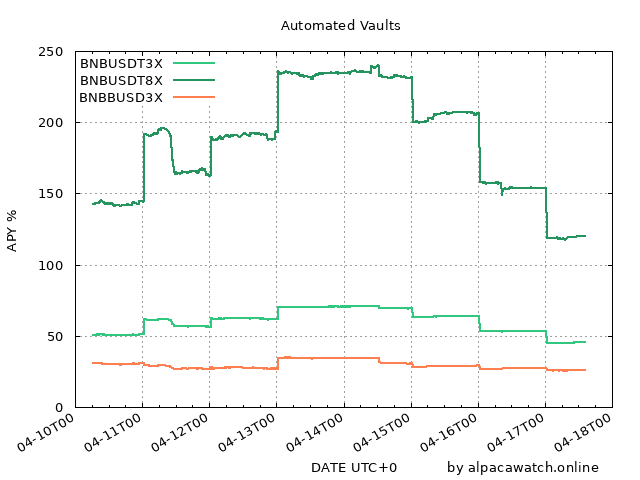 Automated Vaults
APY %
250
200
150
100
50
0
BNBUSDT3X
BNBUSDT8X
BNBBUSD3X
04-10T00
04-11T00
04-12T00
04-13T00
04-14T00
04-15T00
04-16T00
04-17T00
04-18T00
DATE UTC+0
by alpacawatch.online